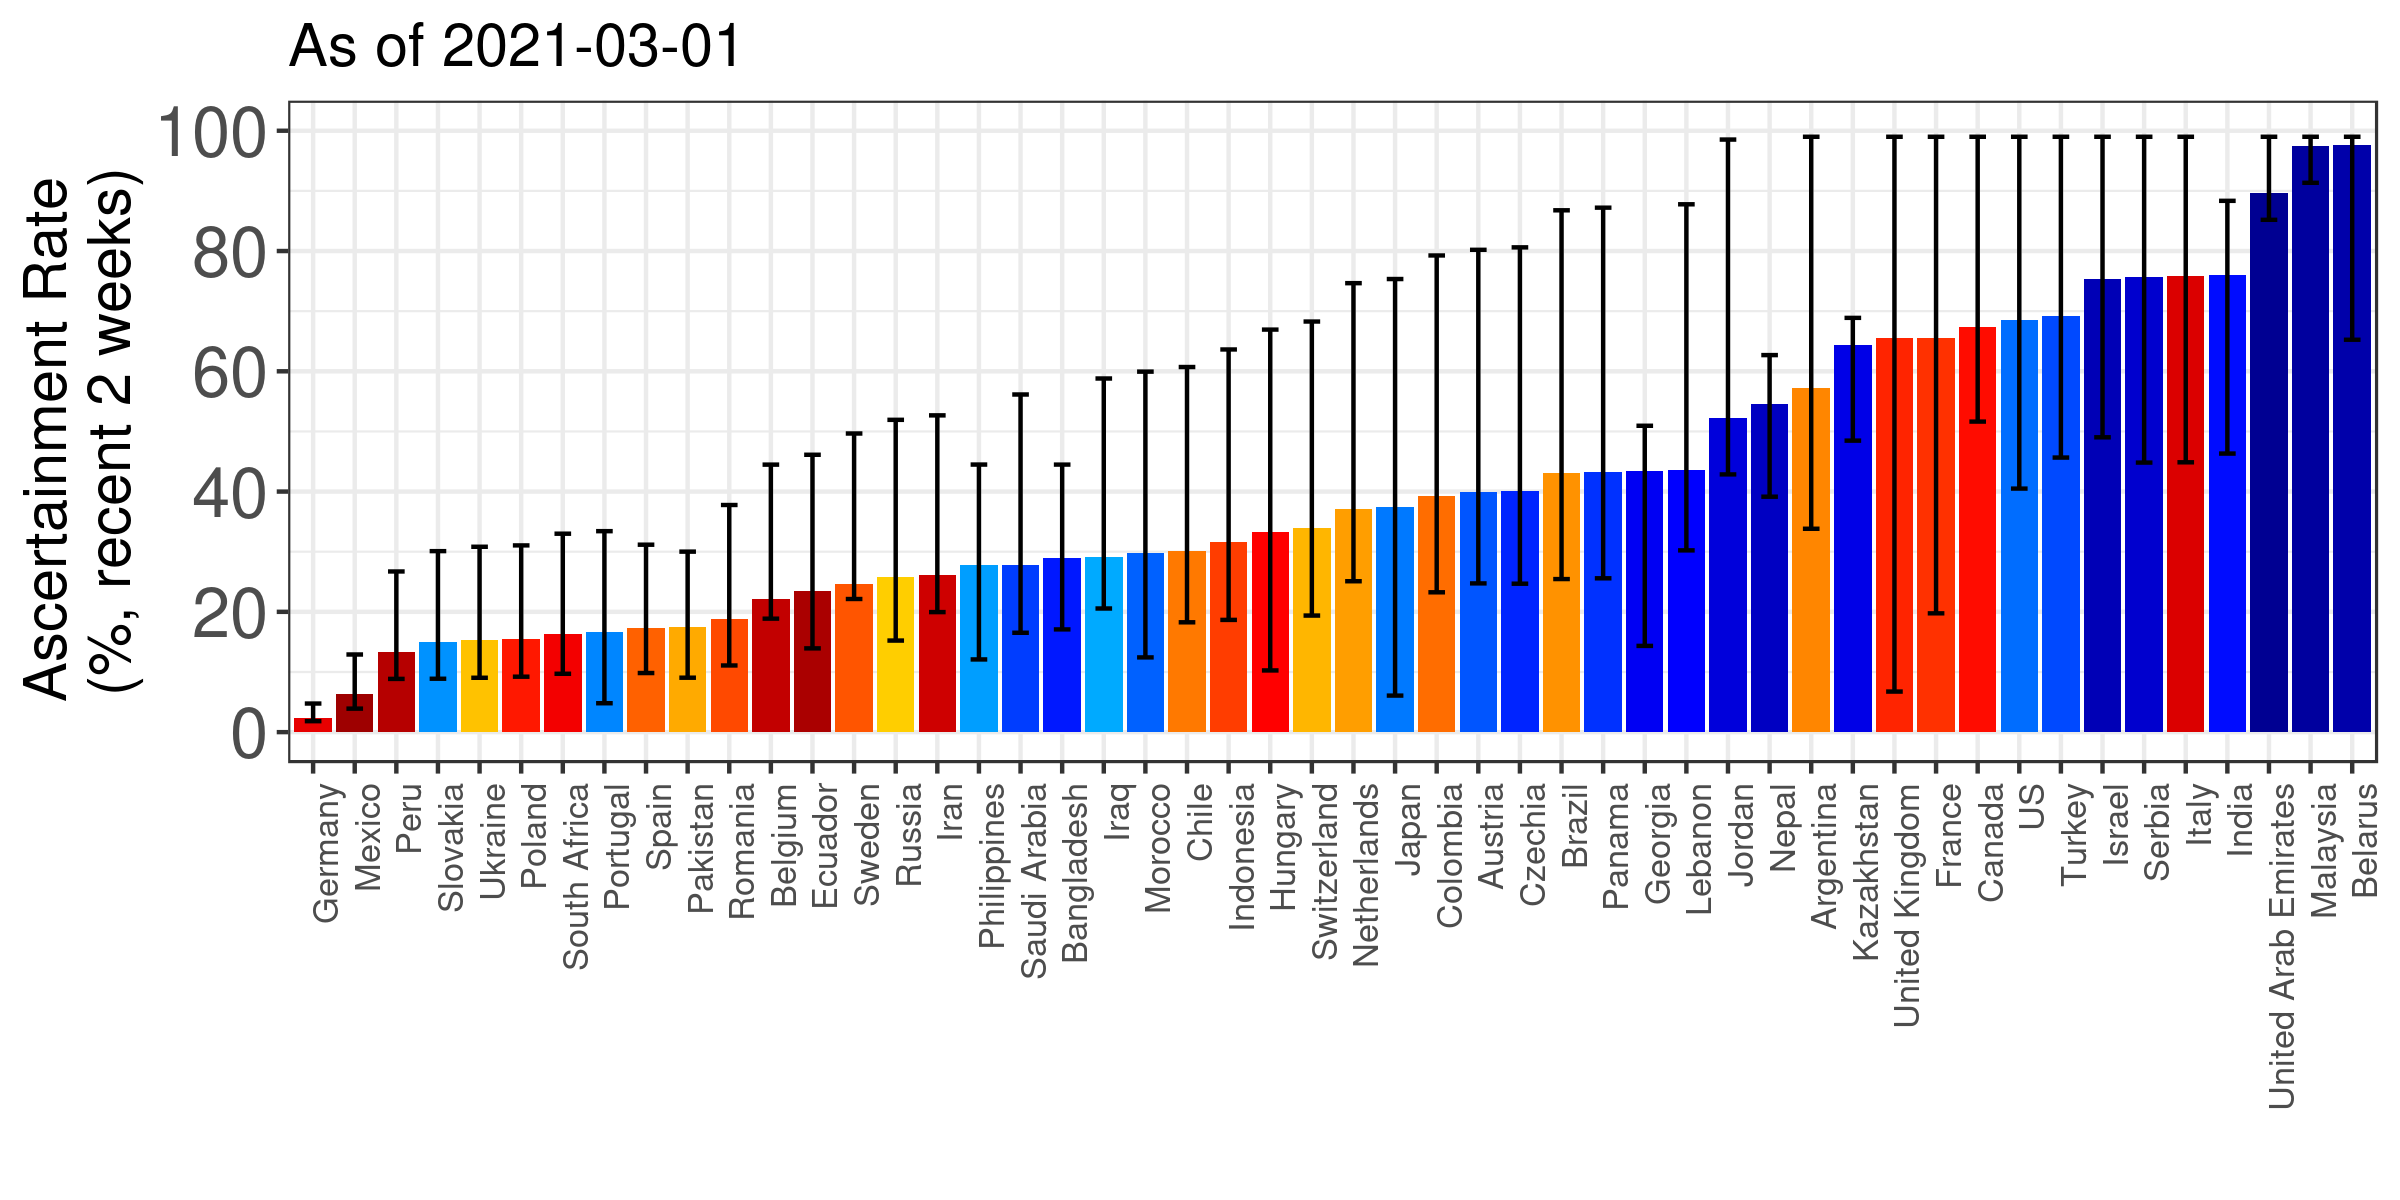 As of 2021-03-01
Ascertainment Rate
(%, recent 2 weeks)
100
80
60
40
20
0
Germany
Mexico
Peru
Slovakia
Ukraine
Poland
South Africa
Portugal
Spain
Pakistan
Romania
Belgium
Ecuador
Sweden
Russia
Iran
Philippines
Saudi Arabia
Bangladesh
Iraq
Morocco
Chile
Indonesia
Hungary
Switzerland
Netherlands
Japan
Colombia
Austria
Czechia
Brazil
Panama
Georgia
Lebanon
Jordan
Nepal
Argentina
Kazakhstan
United Kingdom
France
Canada
US
Turkey
Israel
Serbia
Italy
India
United Arab Emirates
Malaysia
Belarus